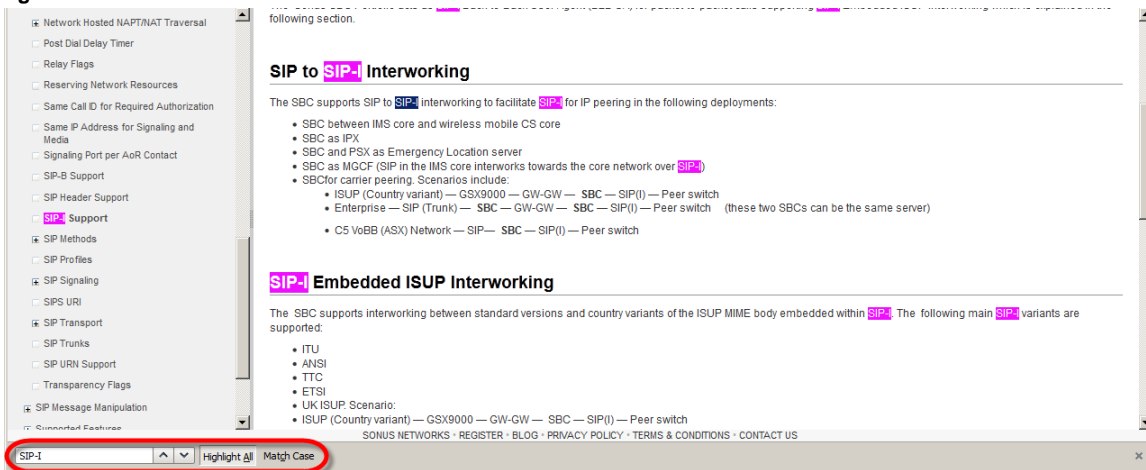 Network Hosted NAPT/NAT Traversal
Post Dial Delay Timer
Relay Flags
Reserving Network Resources
Same Call ID for Required Authorization
Same IP Address for Signaling and
Media
Signaling Port per AoR Contact
SIP-B Support
SIP Header Support
SIP-I Support
SIP Methods
SIP Profiles
SIP Signaling
SIPS URI
SIP Transport
SIP Trunks
SIP URN Support
Transparency Flags
SIP Message Manipulation
Supported Features
following section.
SIP to SIP-I Interworking
The SBC supports SIP to SIP-I interworking to facilitate SIP-I for IP peering in the following deployments:
• SBC between IMS core and wireless mobile CS core
• SBC as IPX
• SBC and PSX as Emergency Location server
• SBC as MGCF (SIP in the IMS core interworks towards the core network over SIP-I)
• SBCfor carrier peering. Scenarios include:
• ISUP (Country variant) — GSX9000 — GW-GW — SBC — SIP(I) — Peer switch
• Enterprise — SIP (Trunk) — SBC — GW-GW — SBC — SIP(I) — Peer switch (these two SBCs can be the same server)
• C5 VoBB (ASX) Network — SIP— SBC — SIP(I) — Peer switch
SIP-I Embedded ISUP Interworking
The SBC supports interworking between standard versions and country variants of the ISUP MIME body embedded within SIP-I. The following main SIP-I variants are
supported:
• ITU
• ANSI
• TTC
• ETSI
• UK ISUP. Scenario:
• ISUP (Country variant) — GSX9000 — GW-GW — SBC — SIP(I) — Peer switch
SONUS NETWORKS • REGISTER • BLOG • PRIVACY POLICY • TERMS & CONDITIONS • CONTACT US
SIP-I Highlight All Match Case